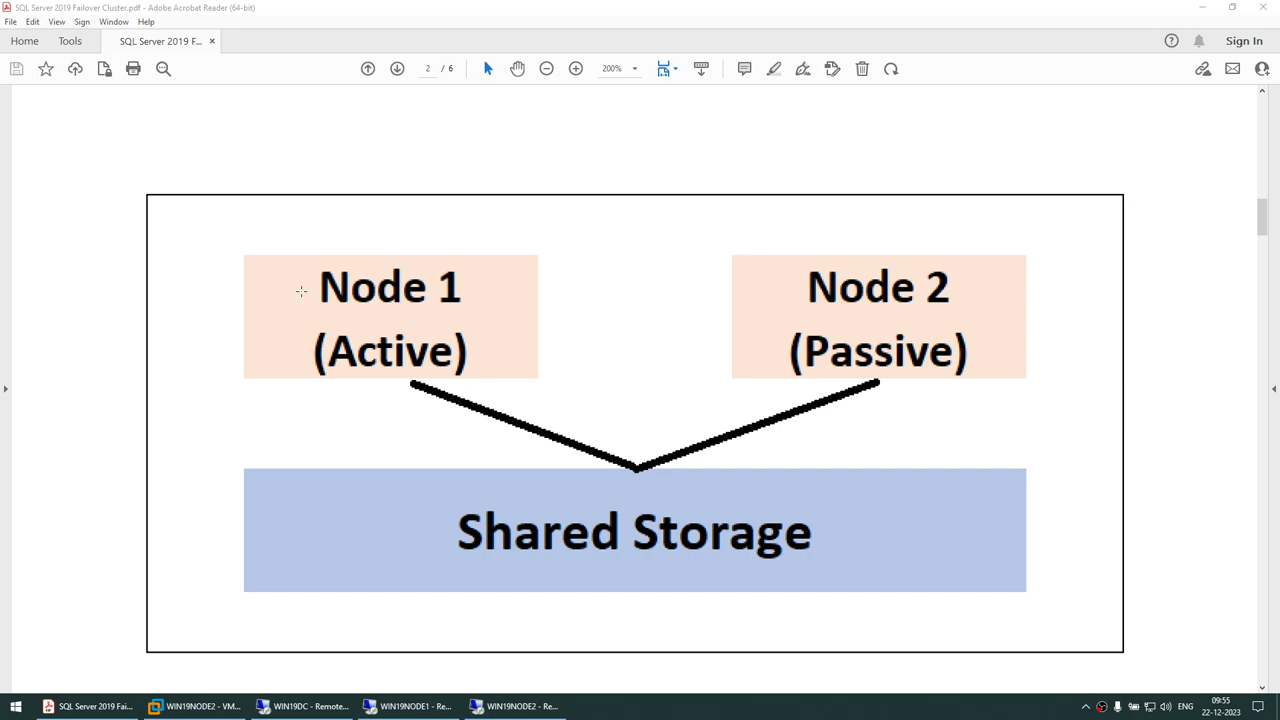 SQL Server 2019 Failover Cluster.pdf - Adobe Acrobat Reader (64-bit)
File Edit View Sign Window Help
Home Tools SQL Server 2019 F... × Sign In
2 / 6 200%
Node 1
(Active)
Node 2
(Passive)
Shared Storage
SQL Server 2019 Fai... WIN19NODE2 - VM... WIN19DC - Remote... WIN19NODE1 - Re... WIN19NODE2 - Re... ENG
09:55
22-12-2023